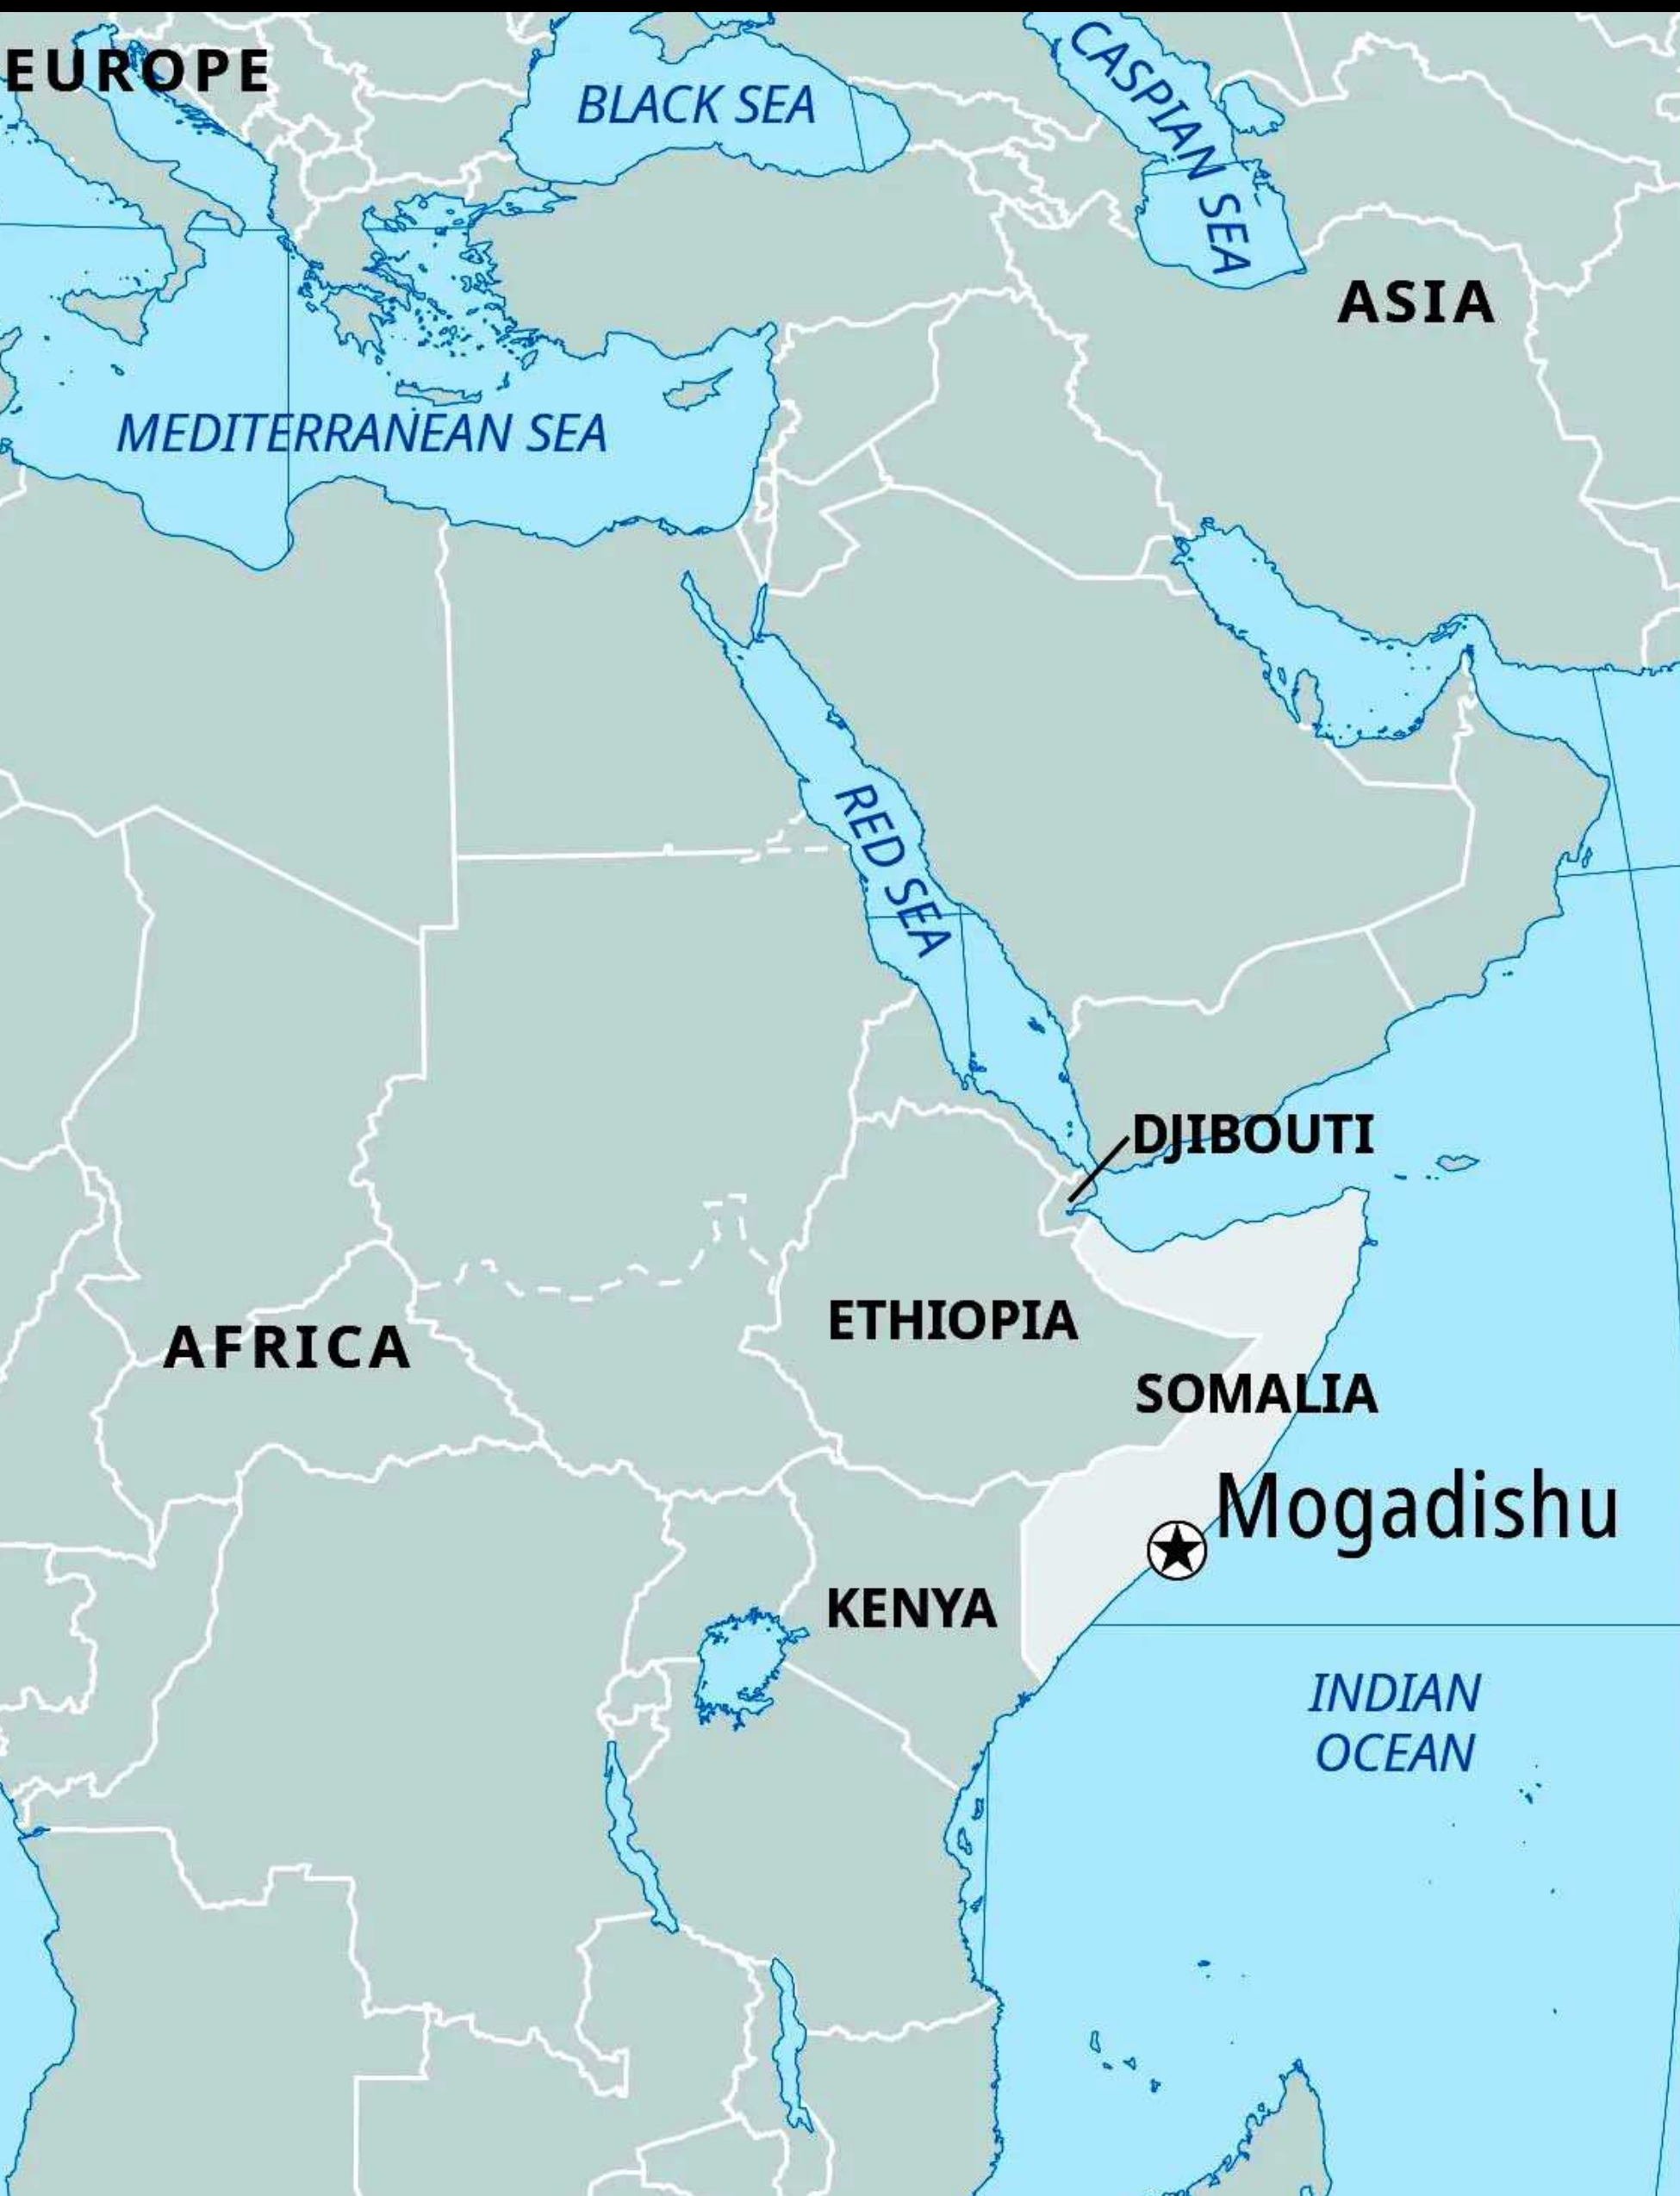 EUROPE
BLACK SEA
CASPIAN SEA
ASIA
MEDITERRANEAN SEA
RED SEA
DJIBOUTI
ETHIOPIA
AFRICA
SOMALIA
Mogadishu
KENYA
INDIAN
OCEAN